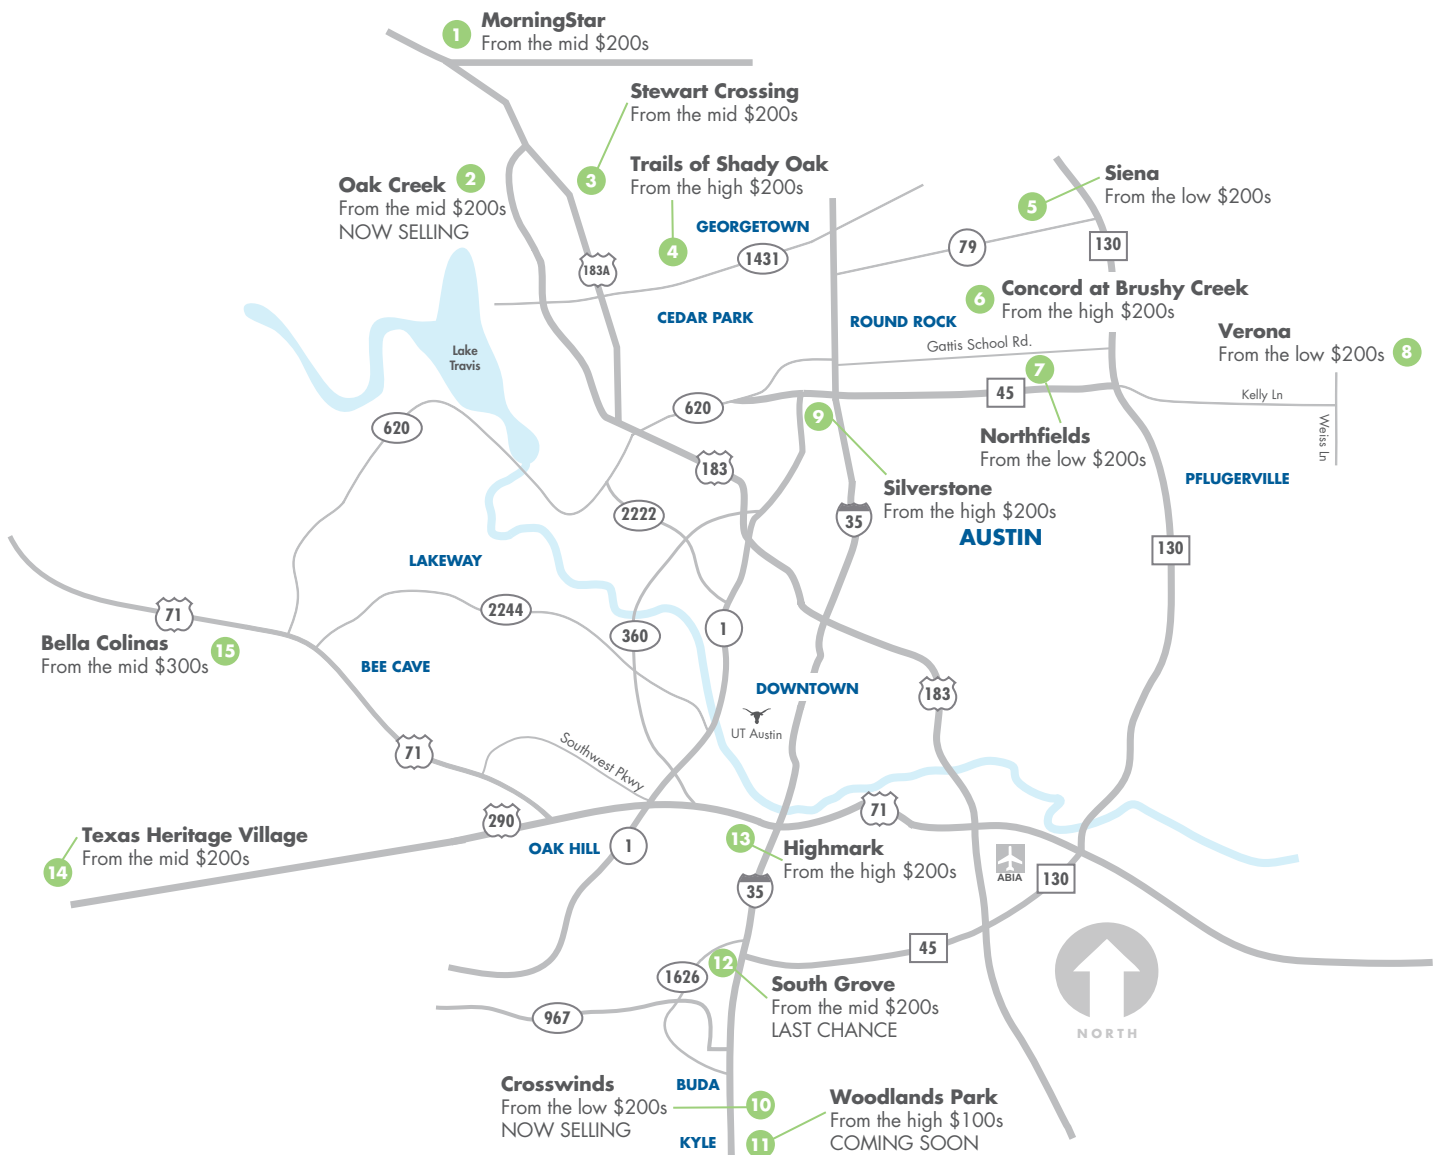 1
MorningStar
From the mid $200s
Stewart Crossing
From the mid $200s
3
Trails of Shady Oak
From the high $200s
4
Oak Creek 2
From the mid $200s
NOW SELLING
Siena
From the low $200s
5
GEORGETOWN
1431
79
130
183A
6
Concord at Brushy Creek
From the high $200s
CEDAR PARK
ROUND ROCK
Verona
From the low $200s 8
Gattis School Rd.
Lake
Travis
7
45
Kelly Ln
Weiss Ln
620
620
9
Northfields
From the low $200s
183
PFLUGERVILLE
Silverstone
From the high $200s
2222
35
AUSTIN
130
LAKEWAY
71
2244
360
1
Bella Colinas 15
From the mid $300s
BEE CAVE
DOWNTOWN
183
UT Austin
71
Southwest Pkwy
290
71
Texas Heritage Village
From the mid $200s
14
OAK HILL
1
13
Highmark
From the high $200s
ABIA
130
35
45
12
1626
South Grove
From the mid $200s
LAST CHANCE
967
NORTH
BUDA
Crosswinds
From the low $200s 10
NOW SELLING
Woodlands Park
From the high $100s
COMING SOON
KYLE
11